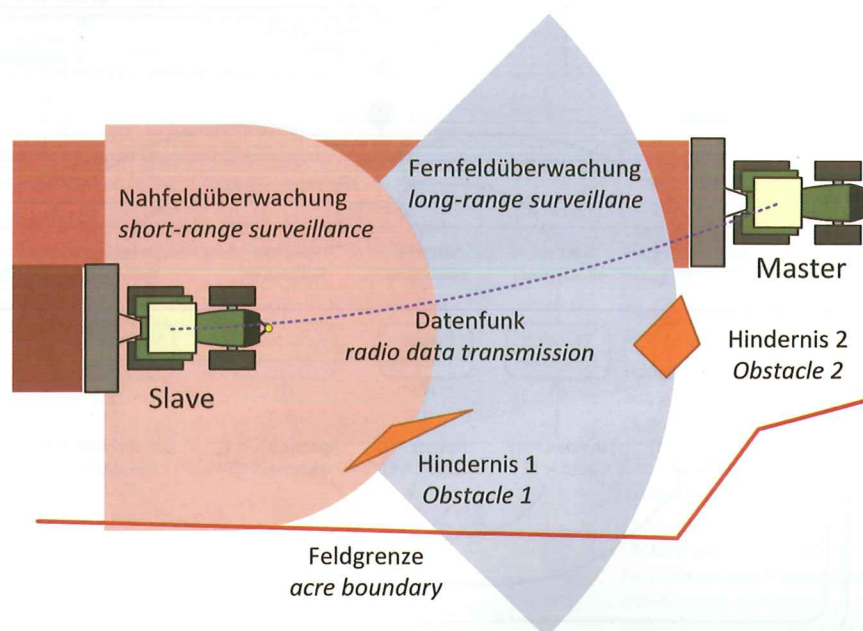 Nahfeldüberwachung
short-range surveillance
Fernfeldüberwachung
long-range surveillane
Master
Slave
Datenfunk
radio data transmission
Hindernis 2
Obstacle 2
Hindernis 1
Obstacle 1
Feldgrenze
acre boundary